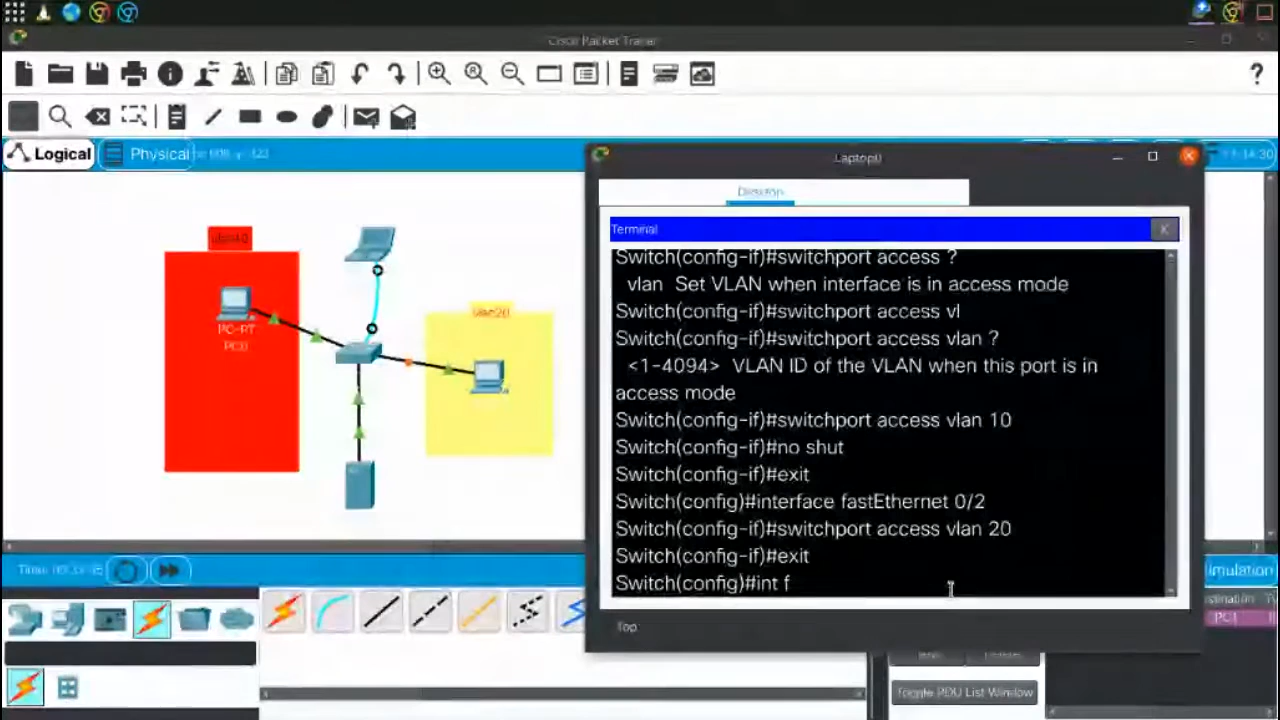 Cisco Packet Tracer
?
Logical
Physical
Laptop0
Desktop
Terminal
X
Switch(config-if)#switchport access ?
vlan Set VLAN when interface is in access mode
Switch(config-if)#switchport access vl
Switch(config-if)#switchport access vlan ?
<1-4094> VLAN ID of the VLAN when this port is in
access mode
Switch(config-if)#switchport access vlan 10
Switch(config-if)#no shut
Switch(config-if)#exit
Switch(config)#interface fastEthernet 0/2
Switch(config-if)#switchport access vlan 20
Switch(config-if)#exit
Switch(config)#int f
Top
PC-PT
PC0
vlan20
Time:
imulation
PC1
Toggle PDU List Window